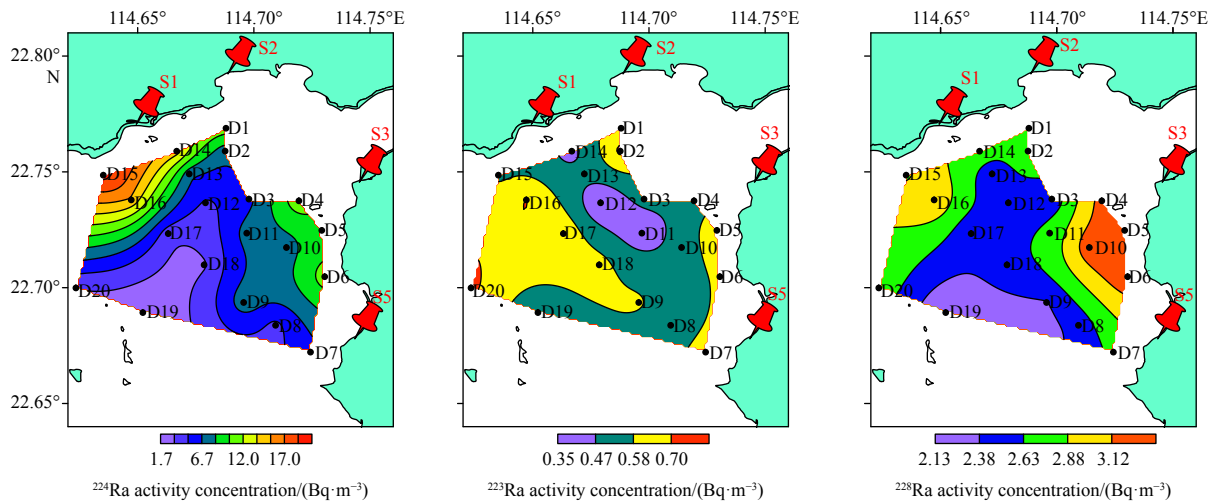 114.65° 114.70° 114.75°
114.65° 114.70° 114.75°
114.65° 114.70° 114.75°
22.80°
N
22.75°
22.70°
22.65°
S1
S2
S3
S5
D1
D2
D3
D4
D5
D6
D7
D8
D9
D10
D11
D12
D13
D14
D15
D16
D17
D18
D19
D20
1.7 6.7 12.0 17.0
²²⁴Ra activity concentration/(Bq·m⁻³)
S1
S2
S3
S5
D1
D2
D3
D4
D5
D6
D7
D8
D9
D10
D11
D12
D13
D14
D15
D16
D17
D18
D19
D20
0.35 0.47 0.58 0.70
²²³Ra activity concentration/(Bq·m⁻³)
S1
S2
S3
S5
D1
D2
D3
D4
D5
D6
D7
D8
D9
D10
D11
D12
D13
D14
D15
D16
D17
D18
D19
D20
2.13 2.38 2.63 2.88 3.12
²²⁸Ra activity concentration/(Bq·m⁻³)